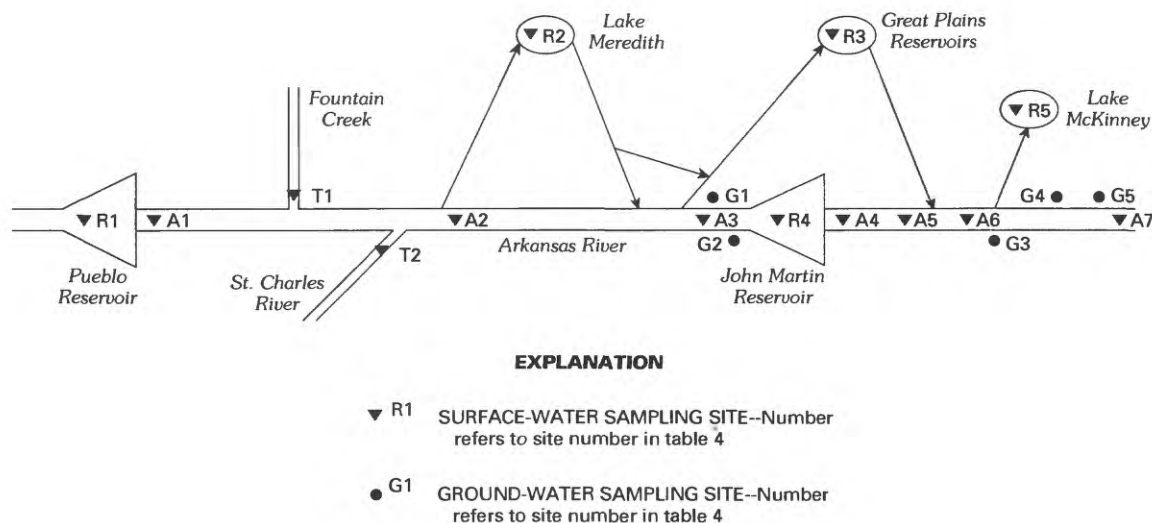 R2
Lake
Meredith
R3
Great Plains
Reservoirs
Fountain
Creek
R5
Lake
McKinney
T1
G1
G4
G5
R1
A1
A2
A3
R4
A4
A5
A6
A7
Pueblo
Reservoir
T2
St. Charles
River
Arkansas River
G2
G3
John Martin
Reservoir
EXPLANATION
R1 SURFACE-WATER SAMPLING SITE--Number
refers to site number in table 4
G1 GROUND-WATER SAMPLING SITE--Number
refers to site number in table 4